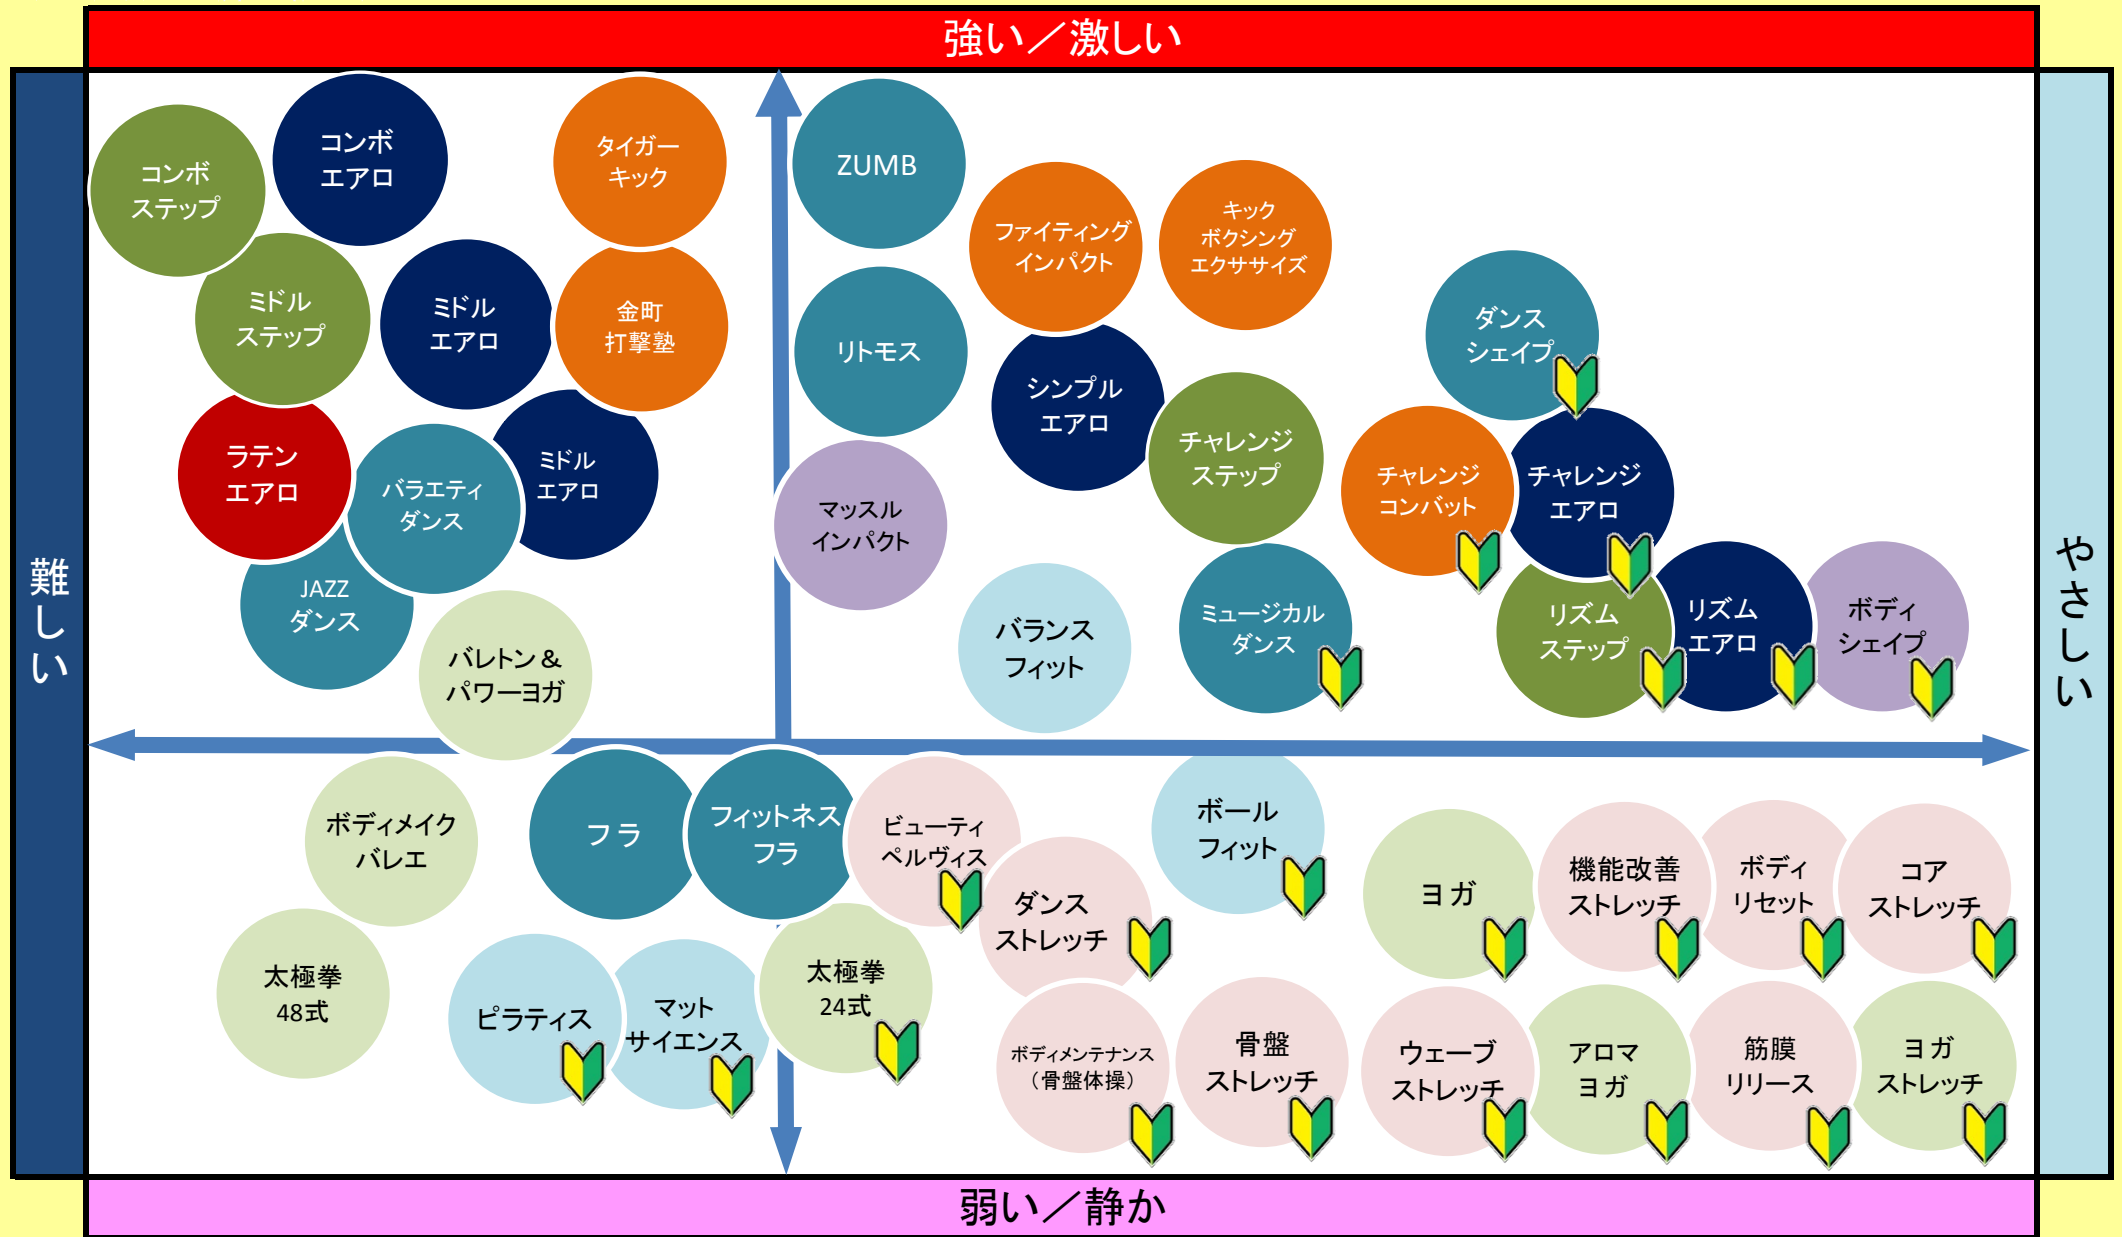 強い／激しい
難しい
やさしい
コンボ
ステップ
コンボ
エアロ
タイガー
キック
ZUMB
ファイティング
インパクト
キック
ボクシング
エクササイズ
ミドル
ステップ
ミドル
エアロ
金町
打撃塾
リトモス
ダンス
シェイプ
シンプル
エアロ
チャレンジ
ステップ
ラテン
エアロ
バラエティ
ダンス
ミドル
エアロ
マッスル
インパクト
チャレンジ
コンバット
チャレンジ
エアロ
JAZZ
ダンス
バレトン＆
パワーヨガ
バランス
フィット
ミュージカル
ダンス
リズム
ステップ
リズム
エアロ
ボディ
シェイプ
ボディメイク
バレエ
フラ
フィットネス
フラ
ビューティ
ペルヴィス
ダンス
ストレッチ
ボール
フィット
ヨガ
機能改善
ストレッチ
ボディ
リセット
コア
ストレッチ
太極拳
48式
ピラティス
マット
サイエンス
太極拳
24式
ボディメンテナンス
（骨盤体操）
骨盤
ストレッチ
ウェーブ
ストレッチ
アロマ
ヨガ
筋膜
リリース
ヨガ
ストレッチ
弱い／静か